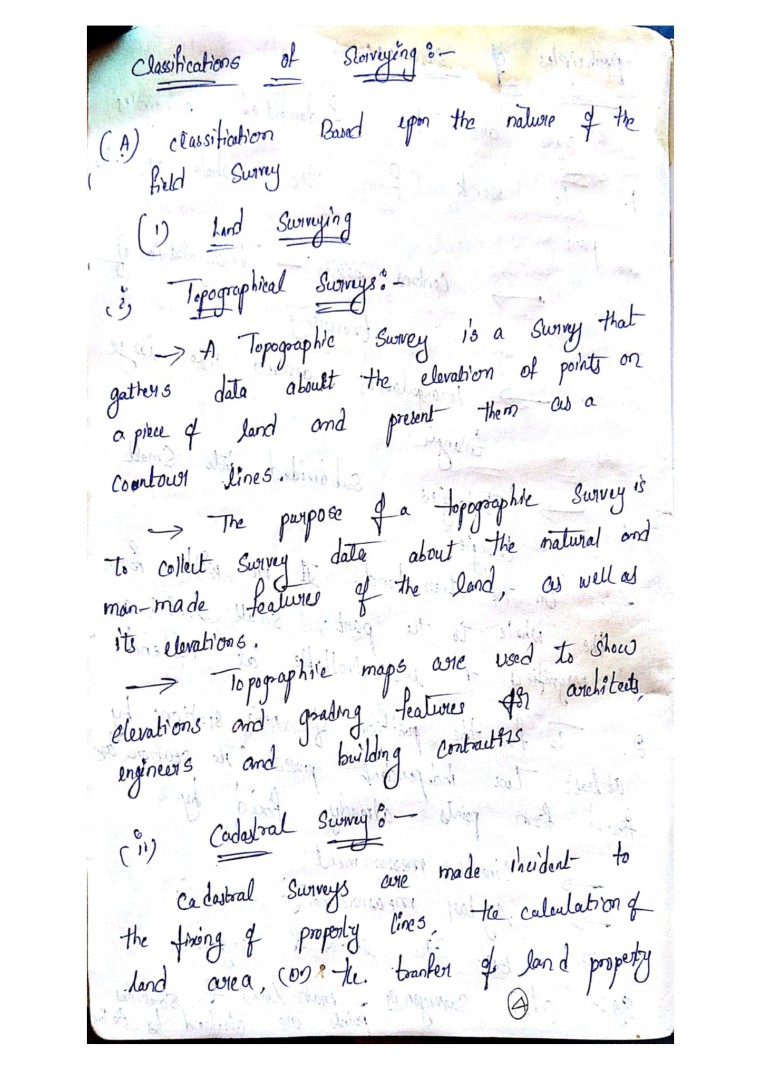 Classifications of Surveying :-
(A) classification Based upon the nature of the
field Survey
(1) Land Surveying
(i) Topographical Surveys :-
→ A Topographic Survey is a Survey that
gathers data about the elevation of points on
a piece of land and present them as a
Contour lines.
→ The purpose of a topographic Survey is
To collect Survey data about the natural and
man-made features of the land, as well as
its elevations.
→ Topographic maps are used to show
elevations and grading features for architects,
engineers and building contractors
(ii) Cadastral Survey :-
Cadastral Surveys are made incident to
the fixing of property lines, the calculation of
land area, (or) the tranfer of land property
4